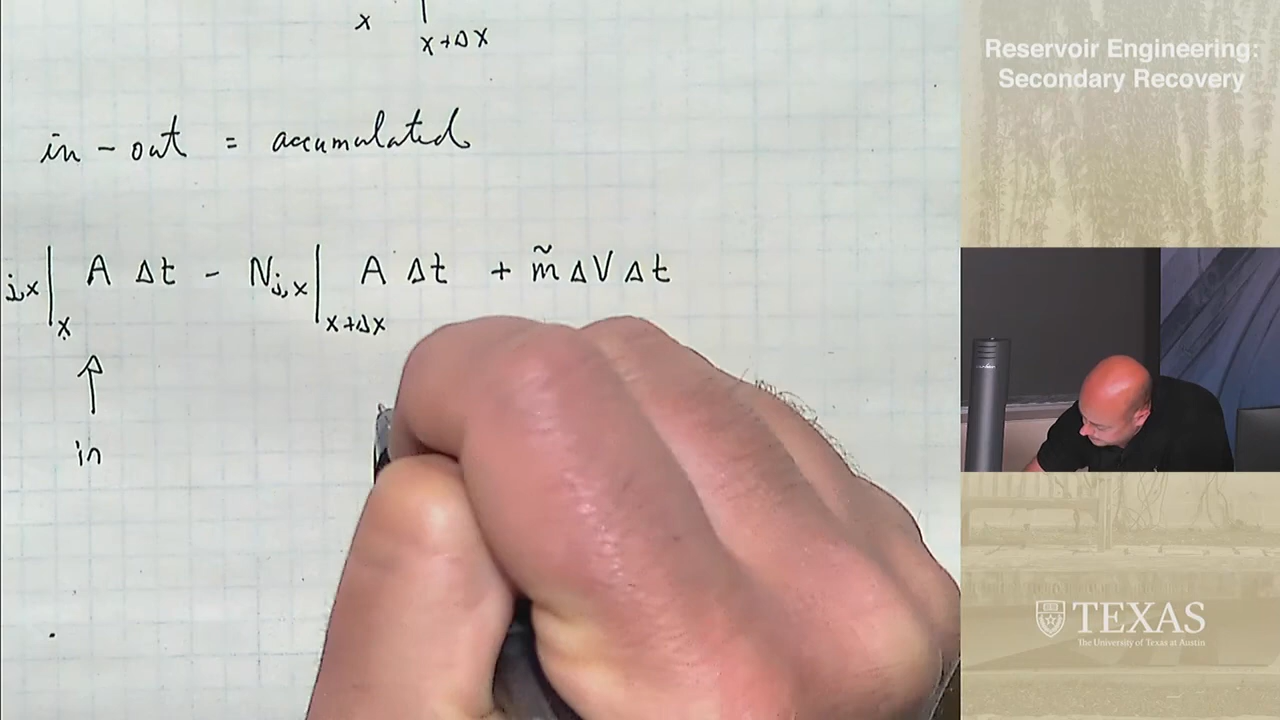 x
x+Δx
in - out = accumulated
j,x| A Δt - N_{j,x}| A Δt + m̃ ΔV Δt
x x+Δx
↑
in
Reservoir Engineering:
Secondary Recovery
TEXAS
The University of Texas at Austin